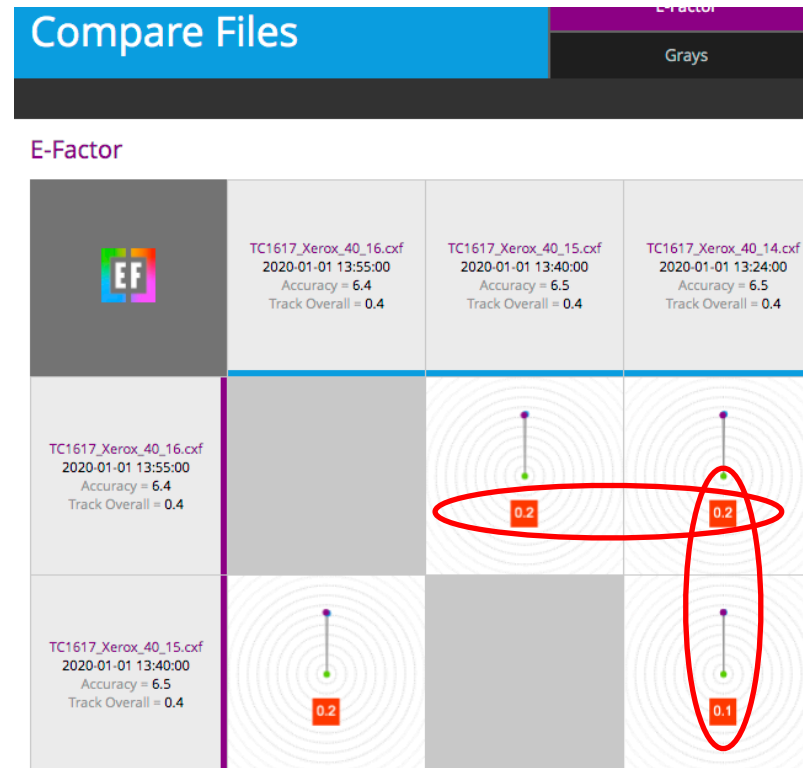 E-Factor
Compare Files
Grays
E-Factor
EF
TC1617_Xerox_40_16.cxf
2020-01-01 13:55:00
Accuracy = 6.4
Track Overall = 0.4
TC1617_Xerox_40_15.cxf
2020-01-01 13:40:00
Accuracy = 6.5
Track Overall = 0.4
TC1617_Xerox_40_14.cxf
2020-01-01 13:24:00
Accuracy = 6.5
Track Overall = 0.4
TC1617_Xerox_40_16.cxf
2020-01-01 13:55:00
Accuracy = 6.4
Track Overall = 0.4
0.2
0.2
TC1617_Xerox_40_15.cxf
2020-01-01 13:40:00
Accuracy = 6.5
Track Overall = 0.4
0.2
0.1